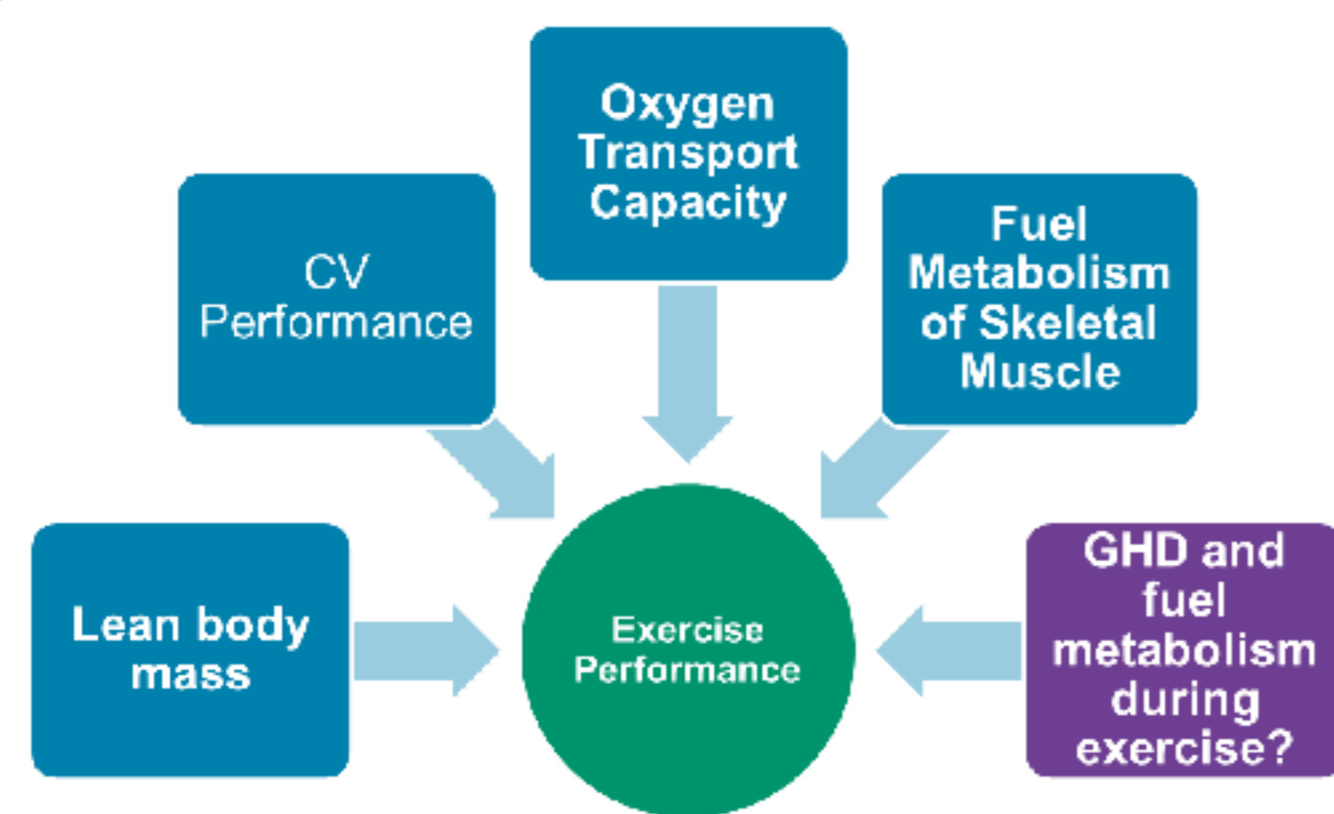 Oxygen
Transport
Capacity
CV
Performance
Fuel
Metabolism
of Skeletal
Muscle
Lean body
mass
Exercise
Performance
GHD and
fuel
metabolism
during
exercise?